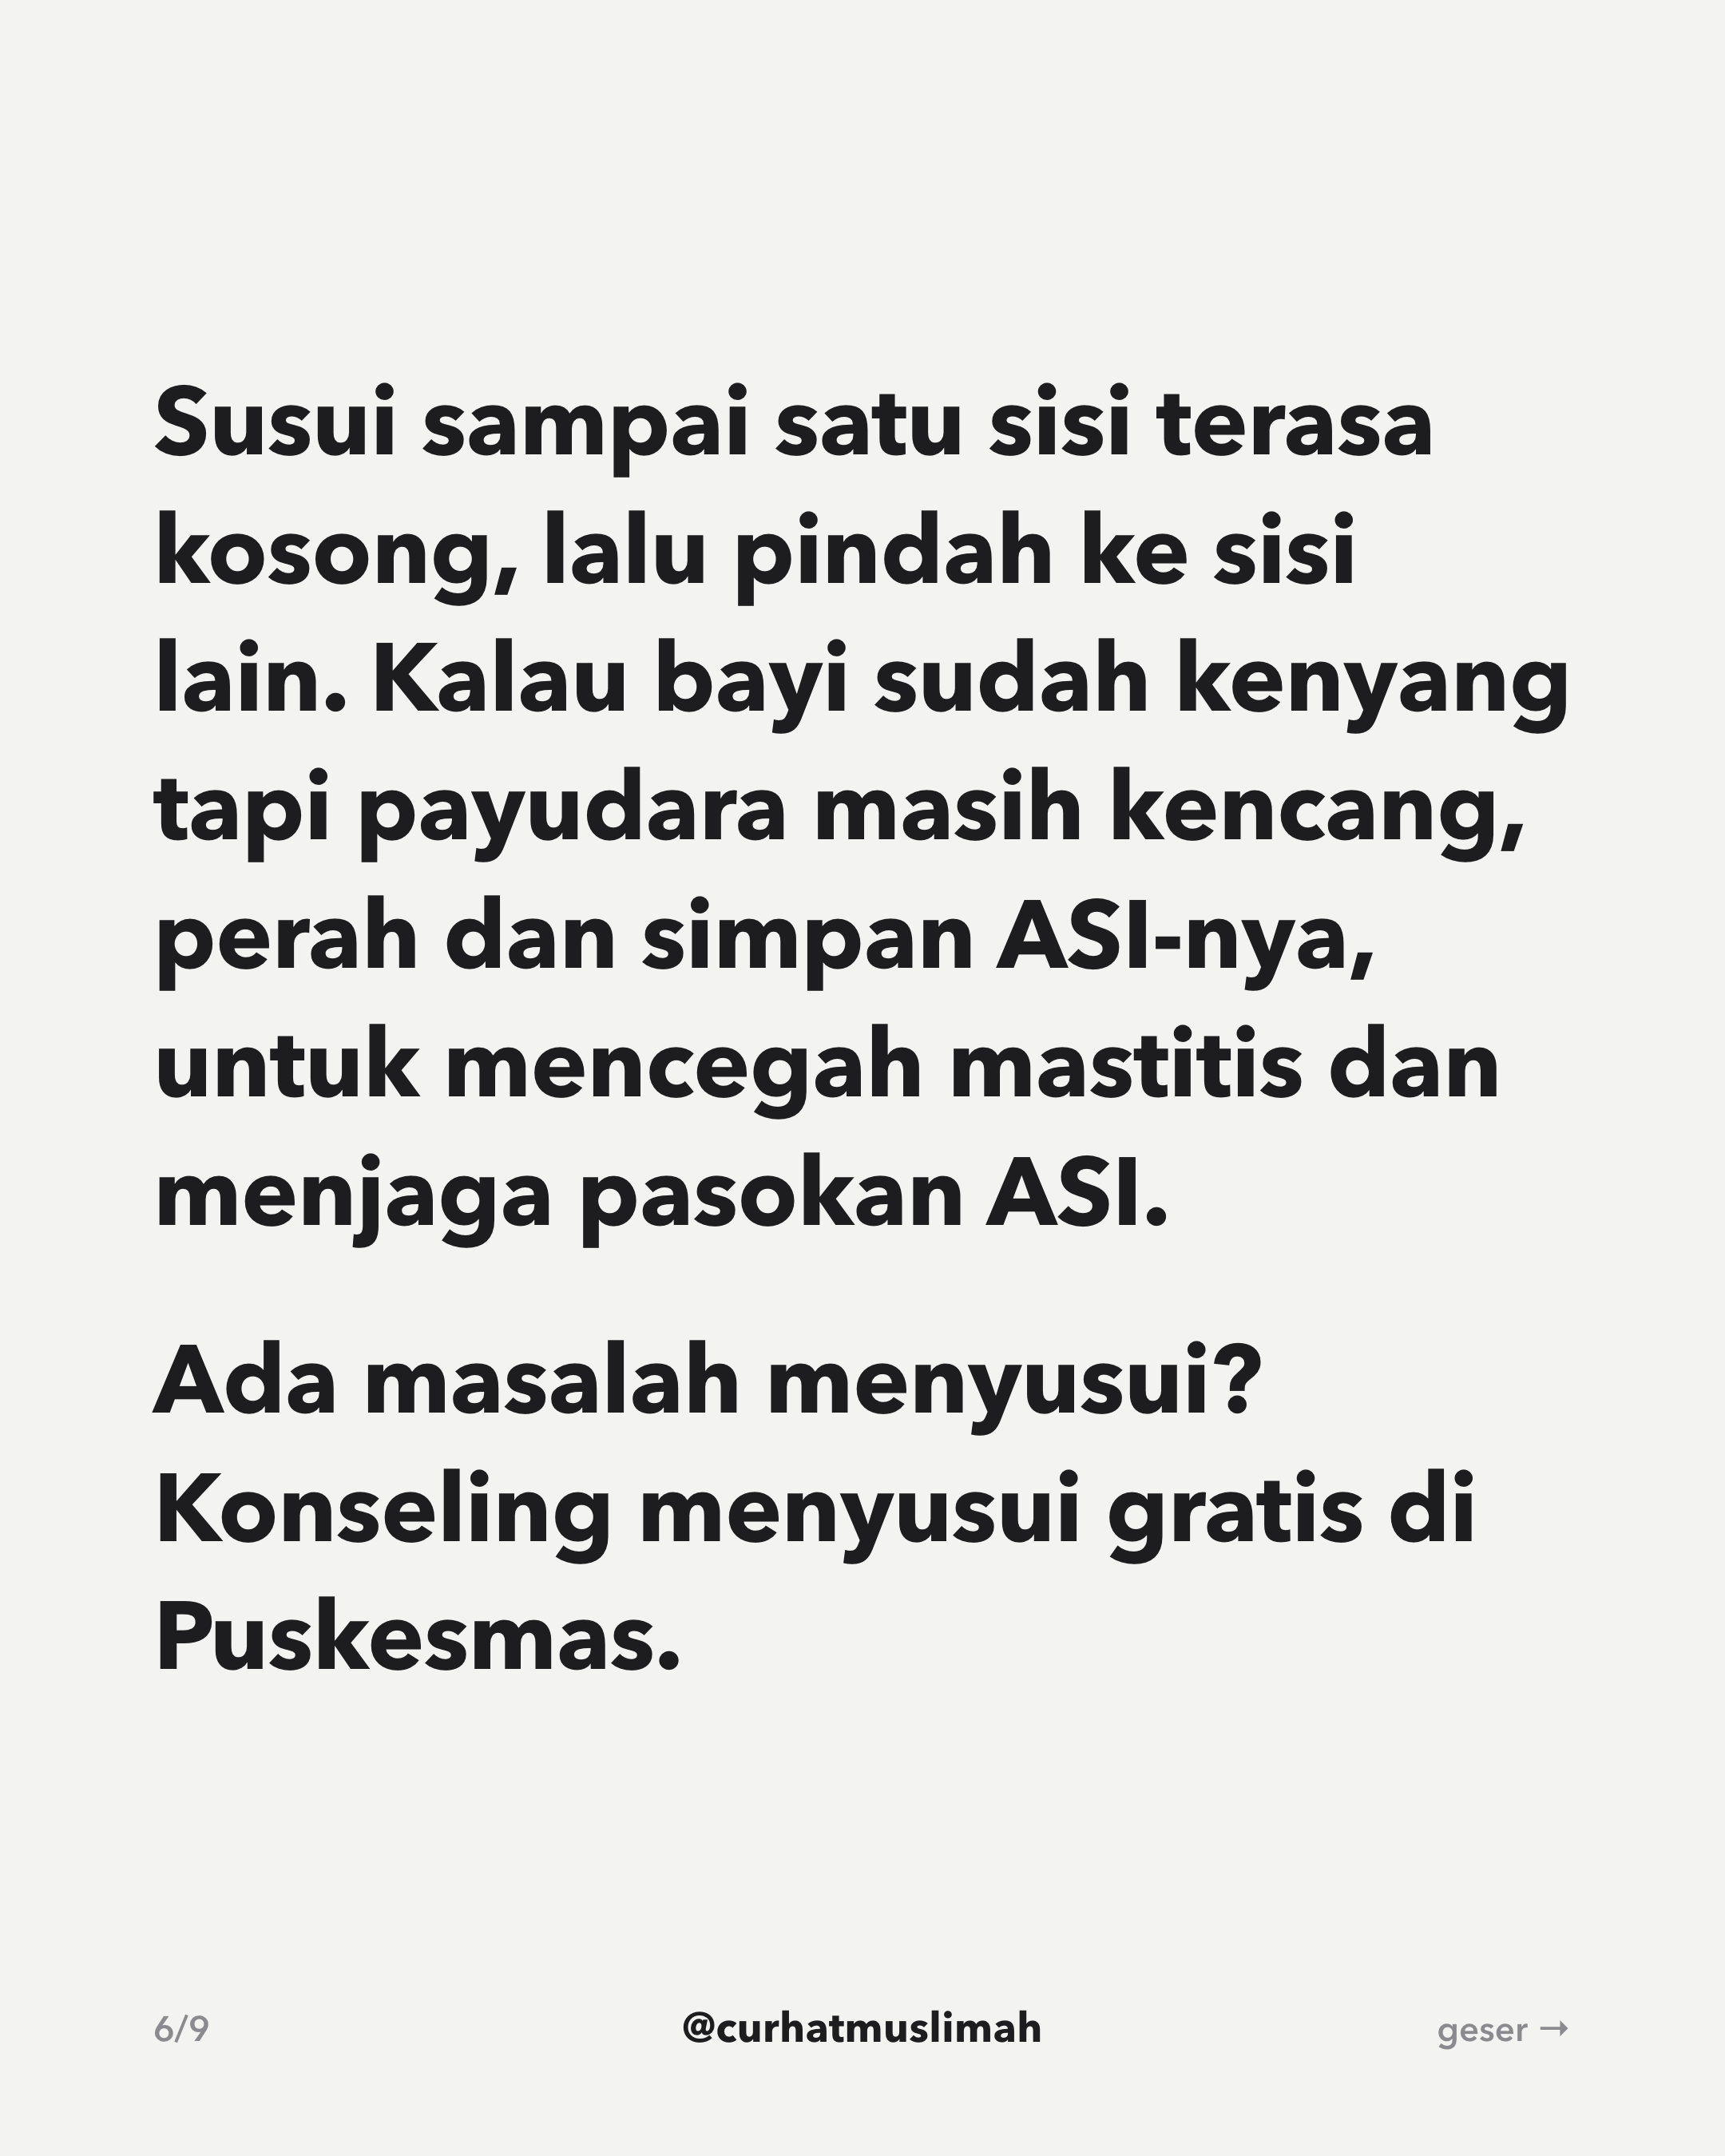 Susui sampai satu sisi terasa
kosong, lalu pindah ke sisi
lain. Kalau bayi sudah kenyang
tapi payudara masih kencang,
perah dan simpan ASI-nya,
untuk mencegah mastitis dan
menjaga pasokan ASI.
Ada masalah menyusui?
Konseling menyusui gratis di
Puskesmas.
6/9
@curhatmuslimah
geser →